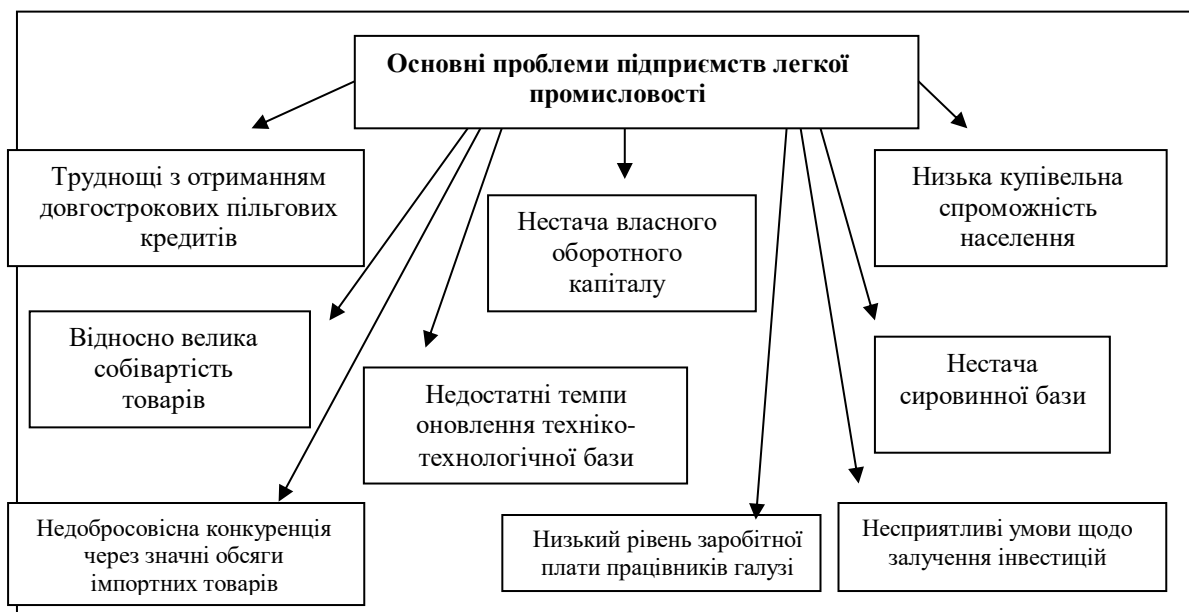 Основні проблеми підприємств легкої
промисловості
Труднощі з отриманням
довгострокових пільгових
кредитів
Нестача власного
оборотного
капіталу
Низька купівельна
спроможність
населення
Відносно велика
собівартість
товарів
Недостатні темпи
оновлення техніко-
технологічної бази
Нестача
сировинної бази
Недобросовісна конкуренція
через значні обсяги
імпортних товарів
Низький рівень заробітної
плати працівників галузі
Несприятливі умови щодо
залучення інвестицій